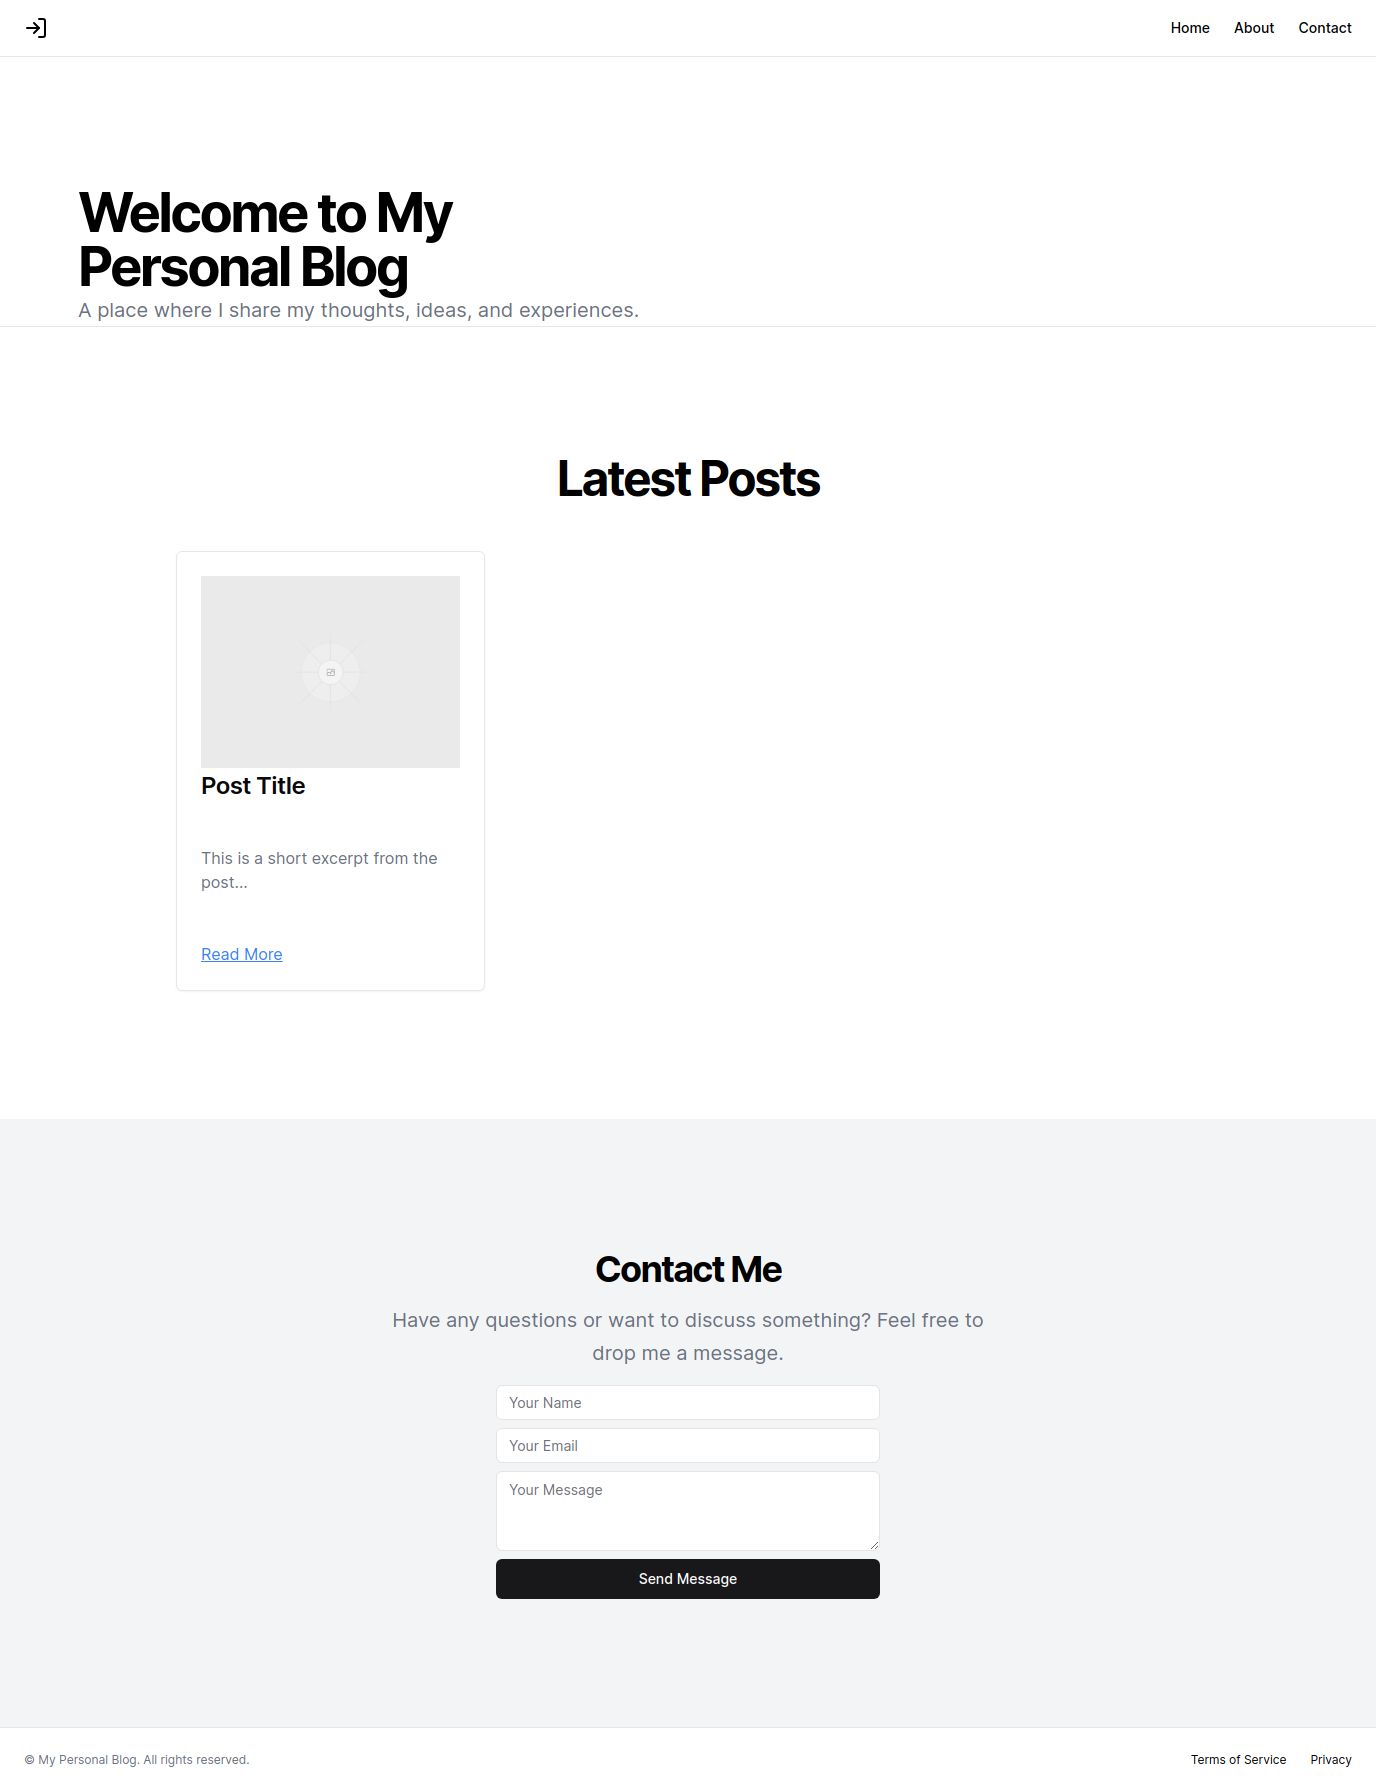 Home About Contact
Welcome to My
Personal Blog
A place where I share my thoughts, ideas, and experiences.
Latest Posts
Post Title
This is a short excerpt from the
post...
Read More
Contact Me
Have any questions or want to discuss something? Feel free to
drop me a message.
Your Name
Your Email
Your Message
Send Message
© My Personal Blog. All rights reserved.
Terms of Service Privacy